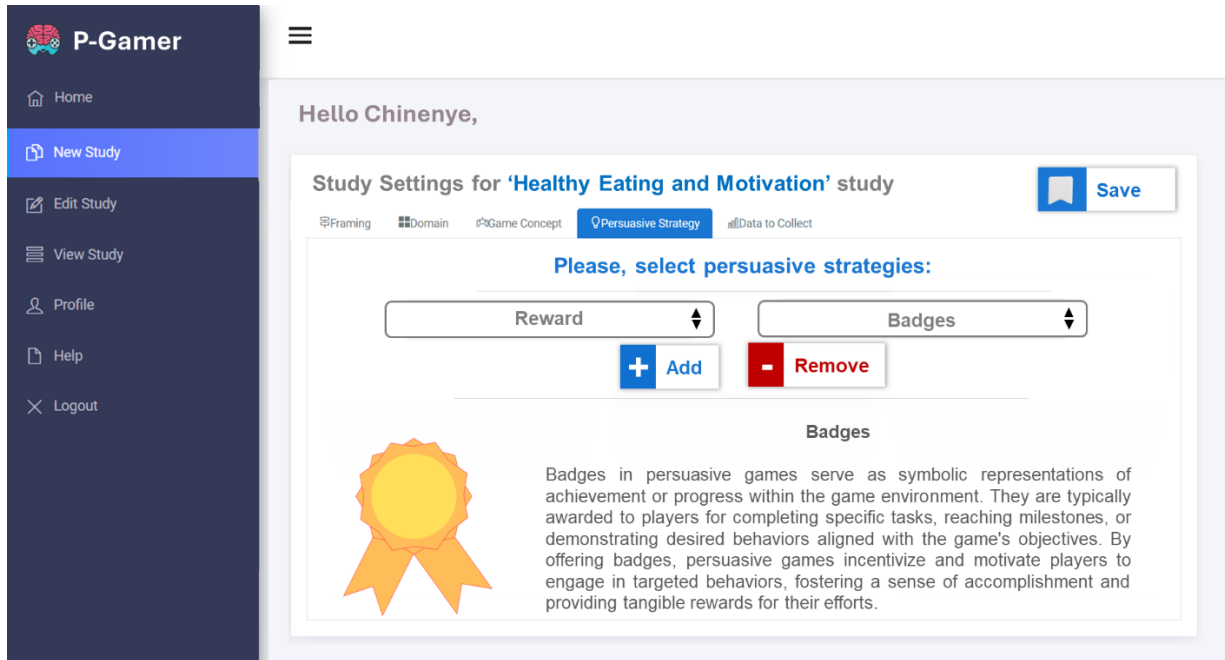 P-Gamer
Home
New Study
Edit Study
View Study
Profile
Help
Logout
Hello Chinenye,
Study Settings for ‘Healthy Eating and Motivation’ study
Save
Framing Domain Game Concept Persuasive Strategy Data to Collect
Please, select persuasive strategies:
Reward Badges
+ Add - Remove
Badges
Badges in persuasive games serve as symbolic representations of
achievement or progress within the game environment. They are typically
awarded to players for completing specific tasks, reaching milestones, or
demonstrating desired behaviors aligned with the game's objectives. By
offering badges, persuasive games incentivize and motivate players to
engage in targeted behaviors, fostering a sense of accomplishment and
providing tangible rewards for their efforts.